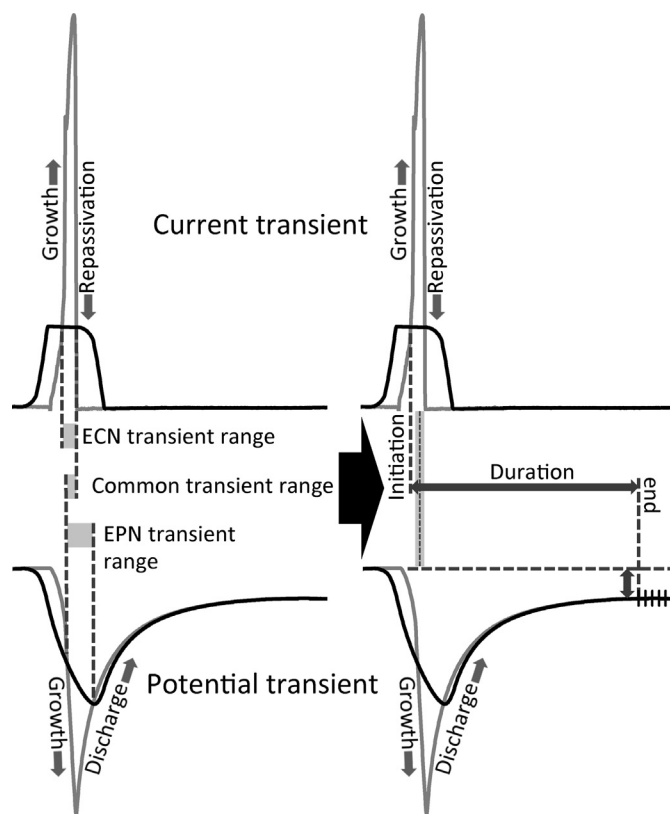 Growth
Repassivation
Current transient
Growth
Repassivation
ECN transient range
Common transient range
EPN transient
range
Initiation
Duration
end
Growth
Discharge
Potential transient
Growth
Discharge